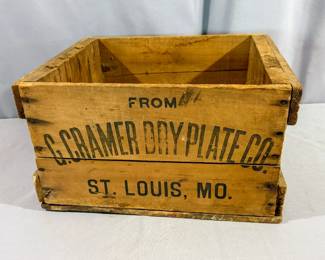 FROM
G. CRAMER DRY PLATE CO.
ST. LOUIS, MO.